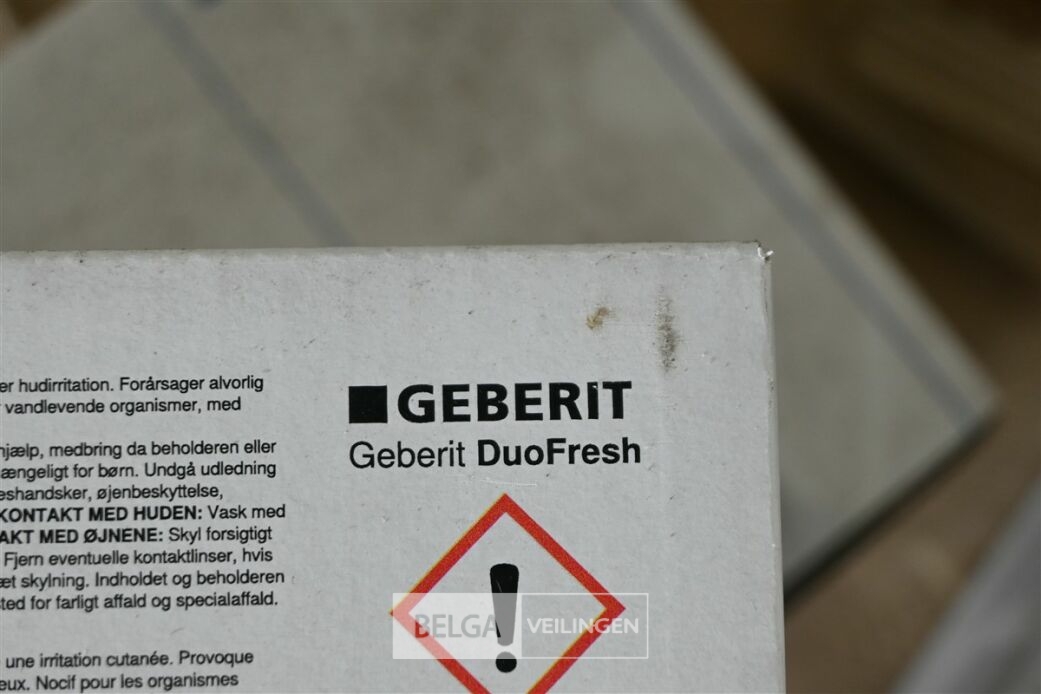 er hudirritation. Forårsager alvorlig
vandlevende organismer, med
hjælp, medbring da beholderen eller
ængeligt for børn. Undgå udledning
eshandsker, øjenbeskyttelse,
KONTAKT MED HUDEN: Vask med
AKT MED ØJNENE: Skyl forsigtigt
Fjern eventuelle kontaktlinser, hvis
æt skylning. Indholdet og beholderen
sted for farligt affald og specialaffald.
une irritation cutanée. Provoque
eux. Nocif pour les organismes
GEBERIT
Geberit DuoFresh
BELGA VEILINGEN